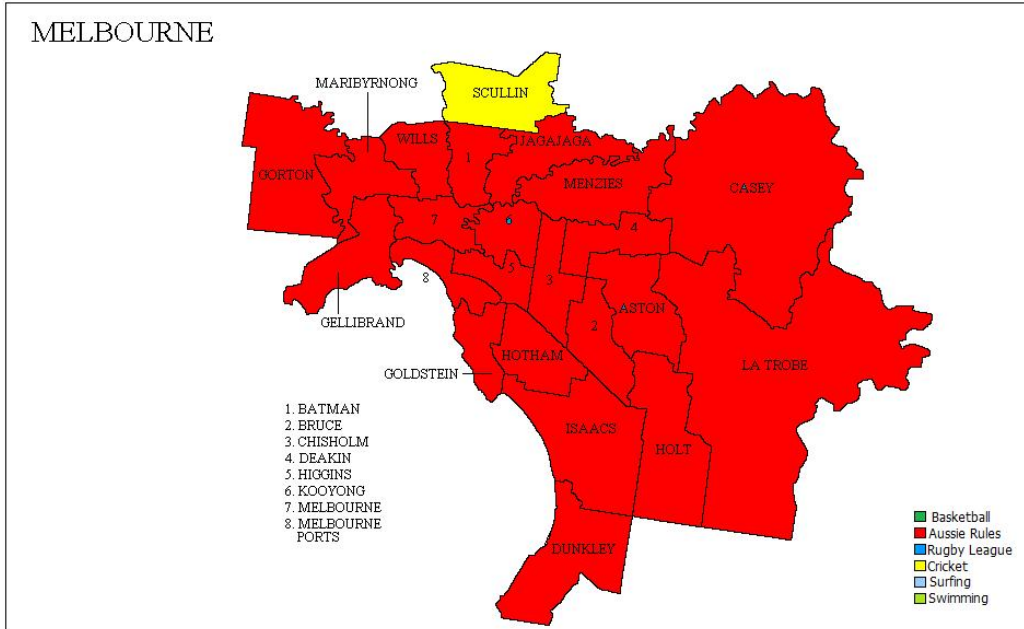 MELBOURNE
MARIBYRNONG
SCULLIN
WILLS
1
JAGAJAGA
GORTON
MENZIES
CASEY
7
6
4
8
5
3
GELLIBRAND
2
ASTON
HOTHAM
LA TROBE
GOLDSTEIN
ISAACS
HOLT
DUNKLEY
1. BATMAN
2. BRUCE
3. CHISHOLM
4. DEAKIN
5. HIGGINS
6. KOOYONG
7. MELBOURNE
8. MELBOURNE
PORTS
Basketball
Aussie Rules
Rugby League
Cricket
Surfing
Swimming